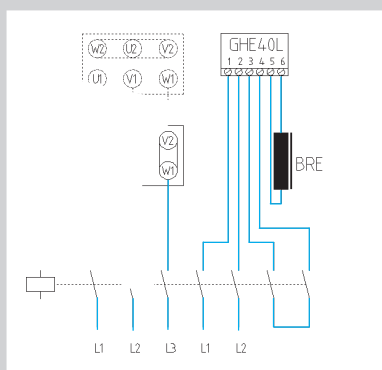 W2 U2 V2
U1 V1 W1
GHE40L
1 2 3 4 5 6
V2
W1
BRE
L1 L2 L3 L1 L2